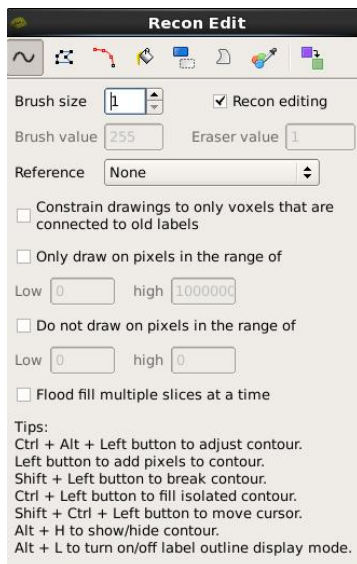 Recon Edit
Brush size 1 Recon editing
Brush value 255 Eraser value 1
Reference None
Constrain drawings to only voxels that are
connected to old labels
Only draw on pixels in the range of
Low 0 high 1000000
Do not draw on pixels in the range of
Low 0 high 0
Flood fill multiple slices at a time
Tips:
Ctrl + Alt + Left button to adjust contour.
Left button to add pixels to contour.
Shift + Left button to break contour.
Ctrl + Left button to fill isolated contour.
Shift + Ctrl + Left button to move cursor.
Alt + H to show/hide contour.
Alt + L to turn on/off label outline display mode.